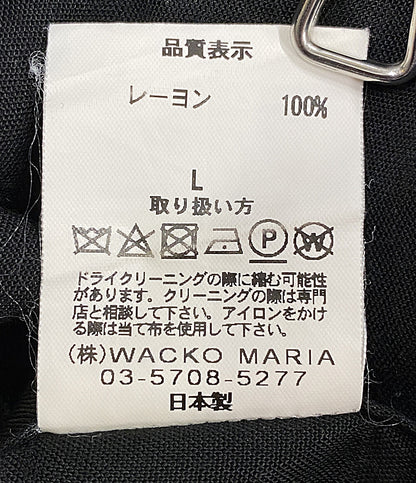 品質表示
レーヨン 100%
L
取り扱い方
P W
ドライクリーニングの際に縮む可能性
があります。クリーニングの際は専門
店と相談して下さい。アイロンをかけ
る際は当て布を使用して下さい。
(株)WACKO MARIA
03-5708-5277
日本製